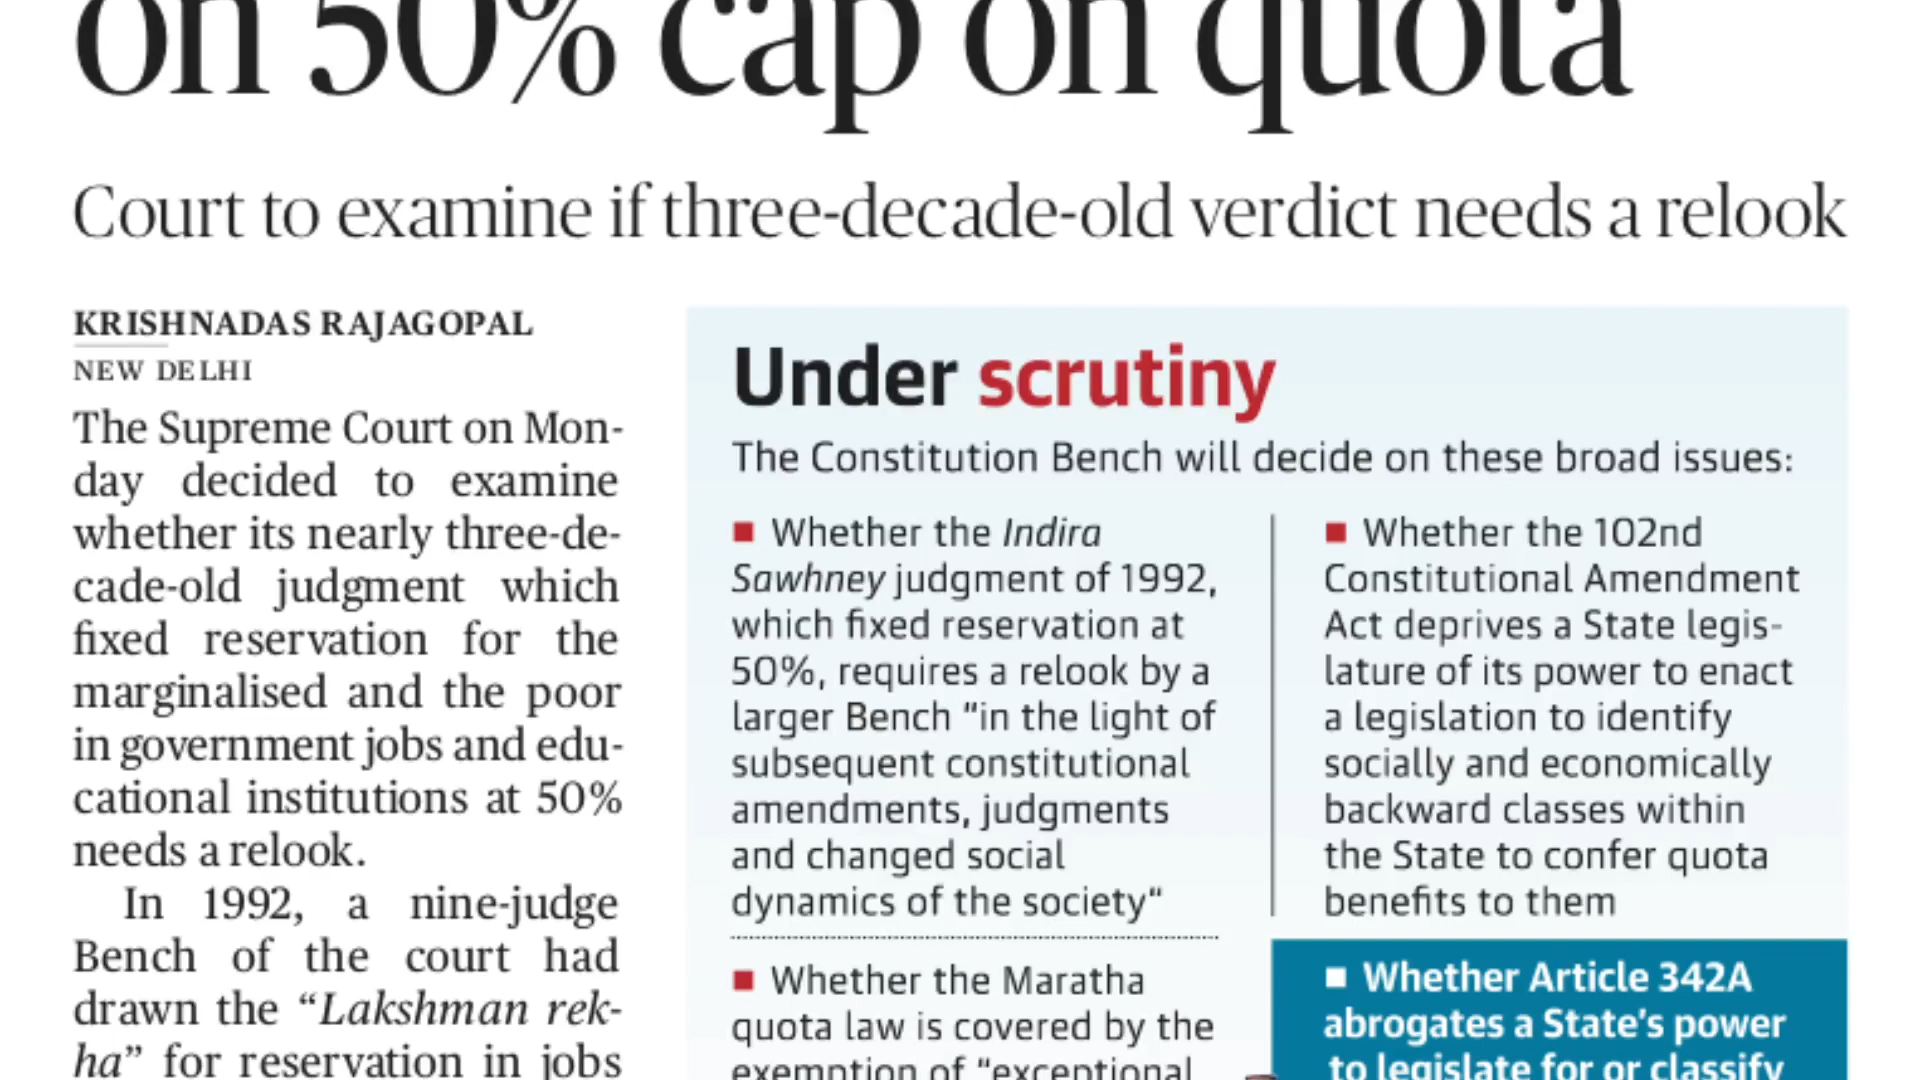 on 50% cap on quota
Court to examine if three-decade-old verdict needs a relook
KRISHNADAS RAJAGOPAL
NEW DELHI
The Supreme Court on Mon-
day decided to examine
whether its nearly three-de-
cade-old judgment which
fixed reservation for the
marginalised and the poor
in government jobs and edu-
cational institutions at 50%
needs a relook.
In 1992, a nine-judge
Bench of the court had
drawn the “Lakshman rek-
ha” for reservation in jobs
Under scrutiny
The Constitution Bench will decide on these broad issues:
■ Whether the Indira
Sawhney judgment of 1992,
which fixed reservation at
50%, requires a relook by a
larger Bench “in the light of
subsequent constitutional
amendments, judgments
and changed social
dynamics of the society“
■ Whether the Maratha
quota law is covered by the
exemption of “exceptional
■ Whether the 102nd
Constitutional Amendment
Act deprives a State legis-
lature of its power to enact
a legislation to identify
socially and economically
backward classes within
the State to confer quota
benefits to them
■ Whether Article 342A
abrogates a State’s power
to legislate for or classify